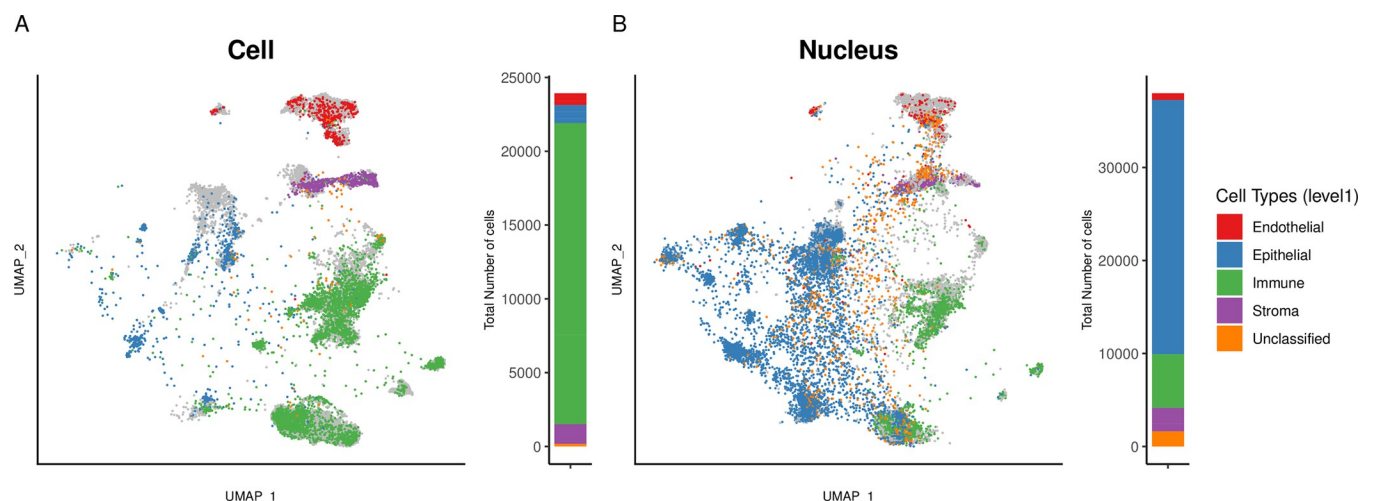 A
B
Cell
Nucleus
UMAP_2
UMAP_1
Total Number of cells
25000
20000
15000
10000
5000
0
UMAP_2
UMAP_1
Total Number of cells
30000
20000
10000
0
Cell Types (level1)
Endothelial
Epithelial
Immune
Stroma
Unclassified